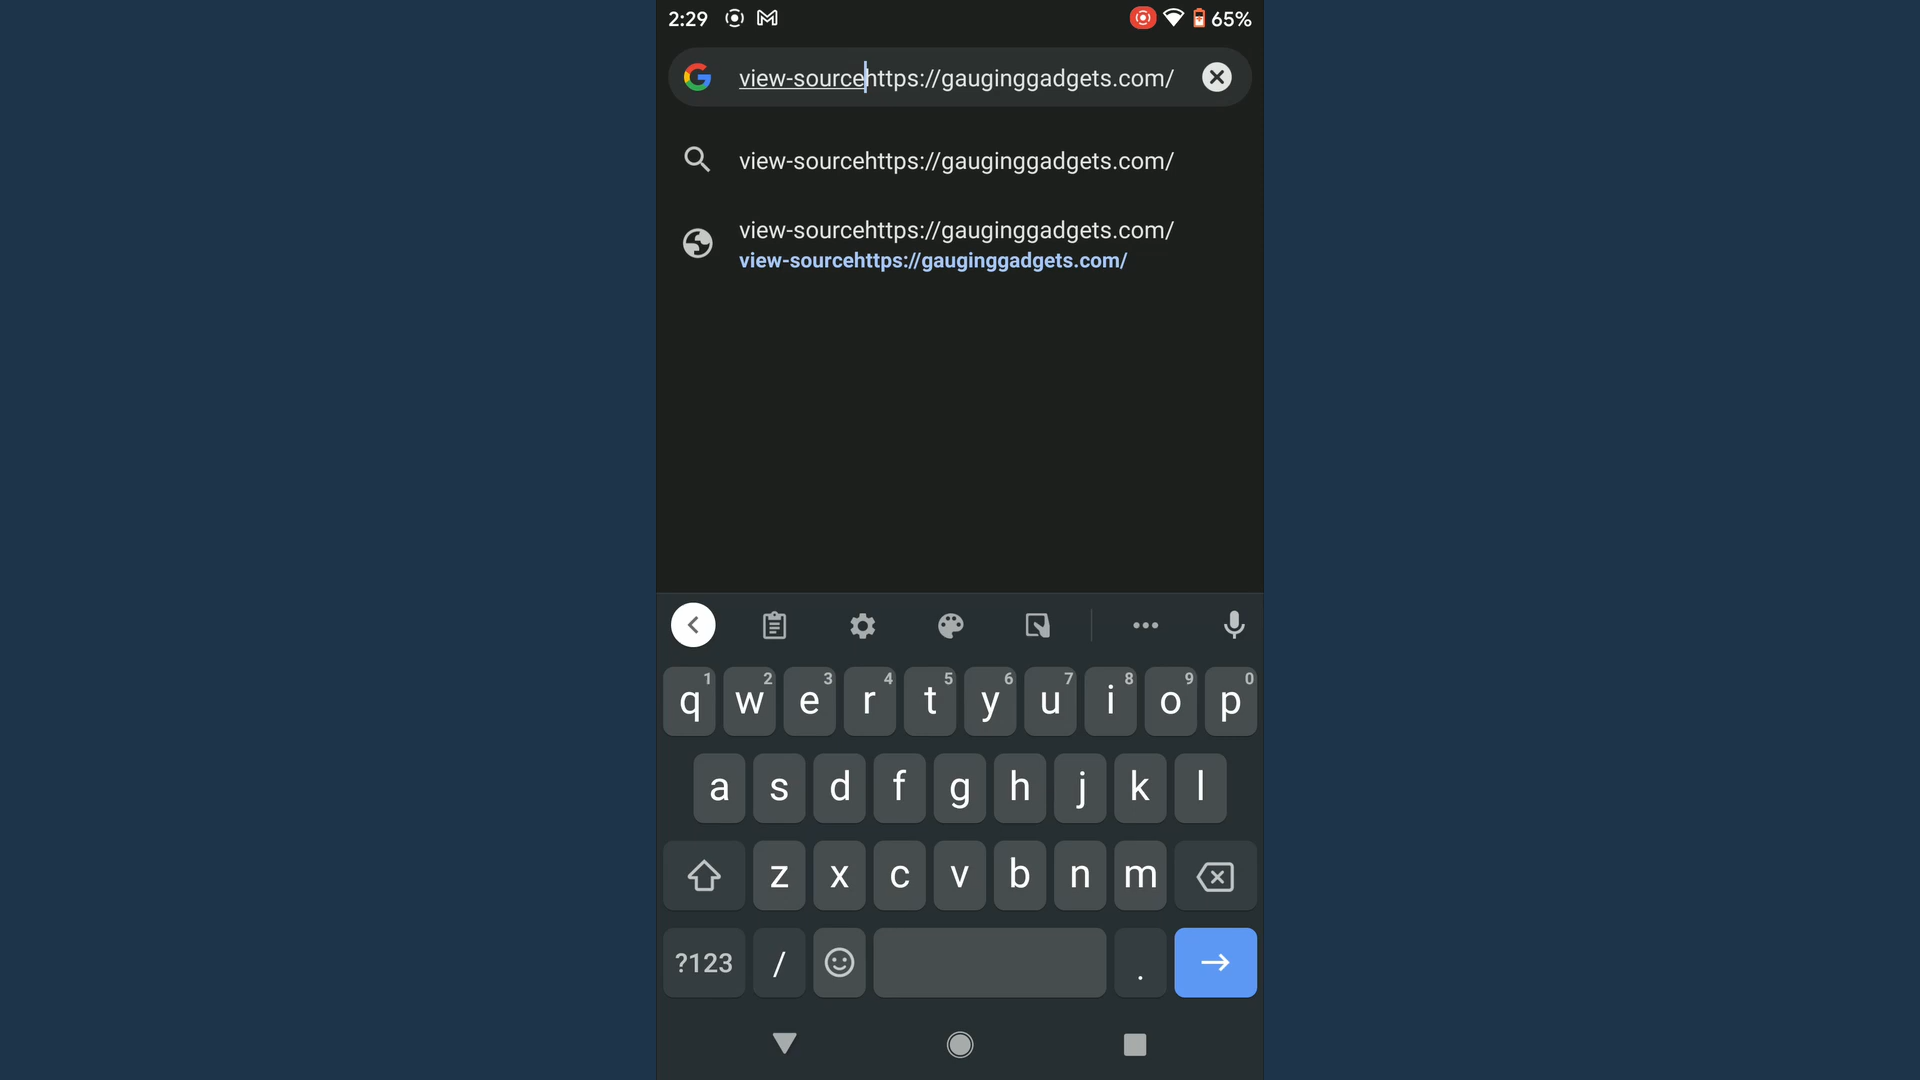 2:29 65%
view-sourcehttps://gauginggadgets.com/
view-sourcehttps://gauginggadgets.com/
view-sourcehttps://gauginggadgets.com/
view-sourcehttps://gauginggadgets.com/
1 2 3 4 5 6 7 8 9 0
q w e r t y u i o p
a s d f g h j k l
z x c v b n m
?123 / .